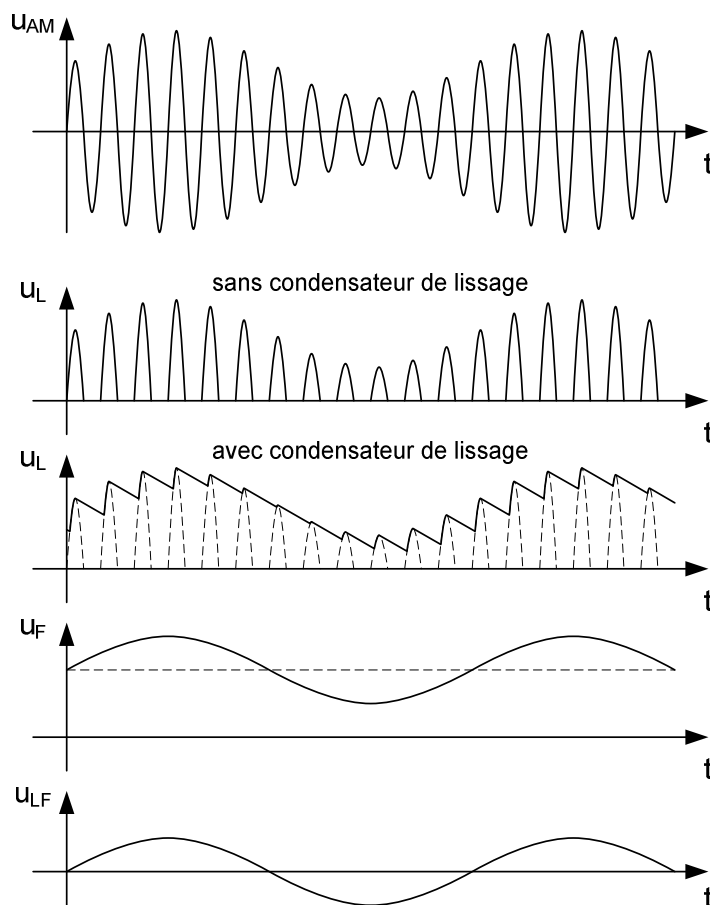 uAM
t
sans condensateur de lissage
uL
t
avec condensateur de lissage
uL
t
uF
t
uLF
t